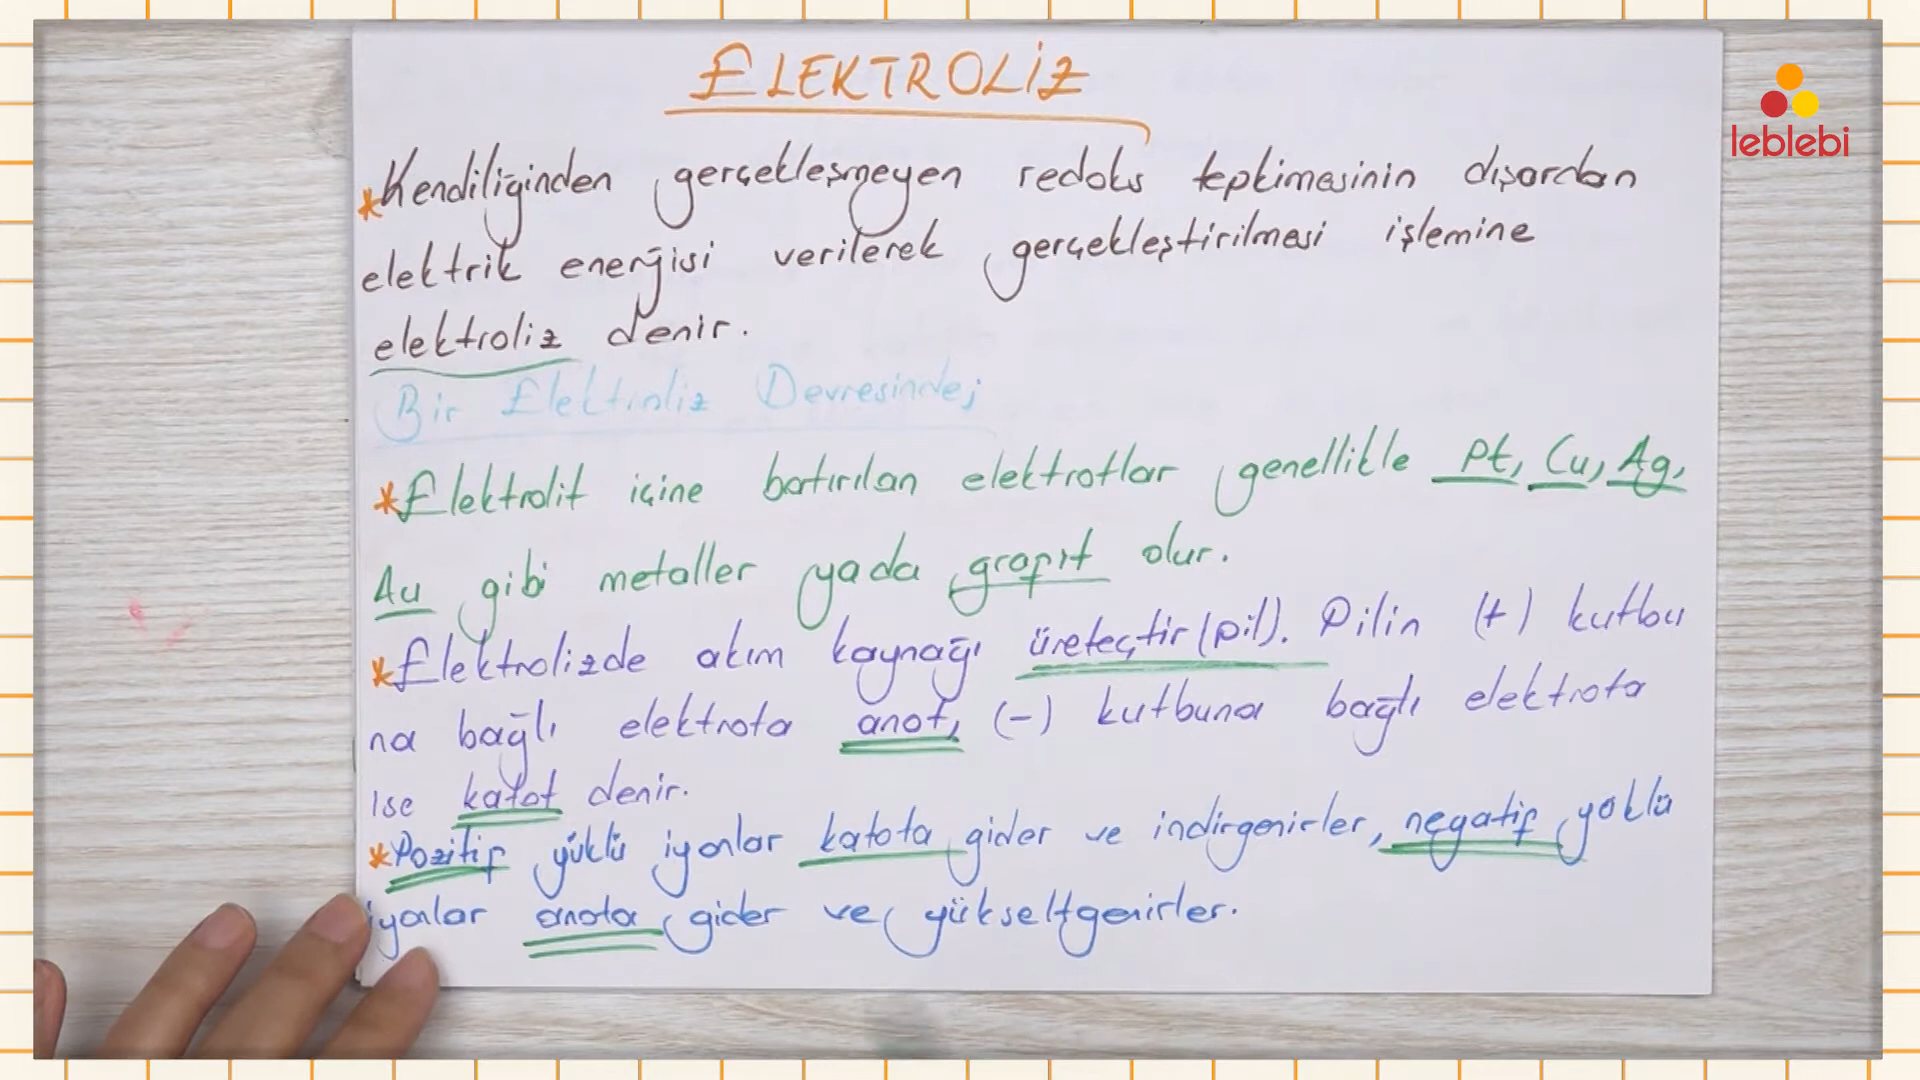 ELEKTROLİZ
leblebi
*Kendiliğinden gerçekleşmeyen redoks tepkimesinin dışardan
elektrik enerjisi verilerek gerçekleştirilmesi işlemine
elektroliz denir.
Bir Elektroliz Devresinde;
*Elektrolit içine batırılan elektrotlar genellikle Pt, Cu, Ag,
Au gibi metaller yada grafit olur.
*Elektrolizde akım kaynağı üreteçtir (pil). Pilin (+) kutbu
na bağlı elektrota anot, (-) kutbuna bağlı elektrota
ise katot denir.
*Pozitif yüklü iyonlar katota gider ve indirgenirler, negatif yüklü
iyonlar anota gider ve yükseltgenirler.